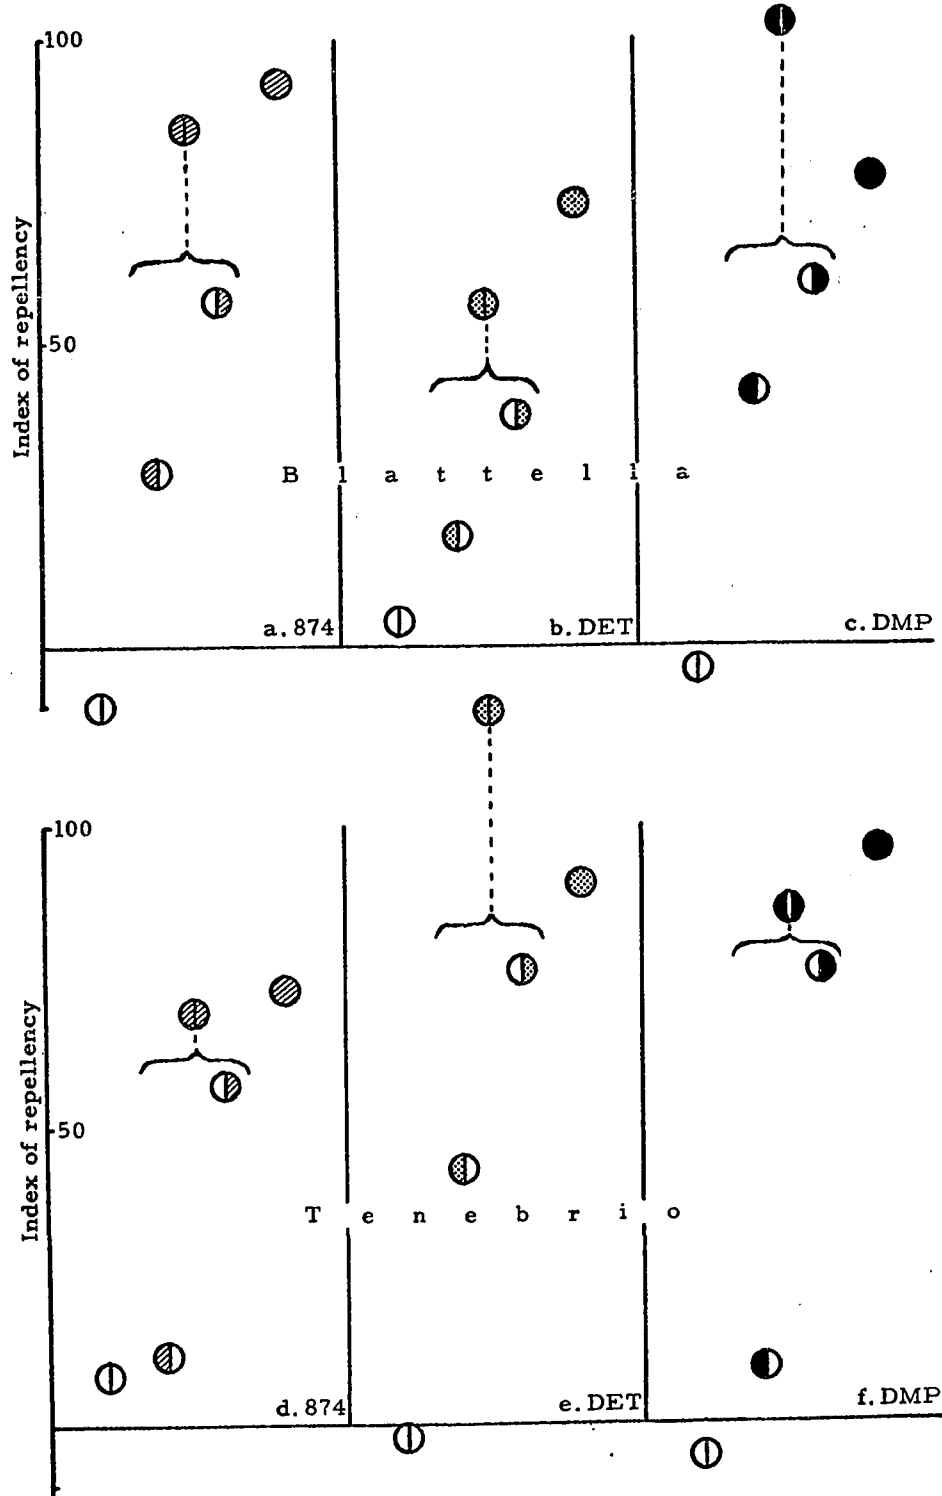 100
Index of repellency
50
B l a t t e l l a
a. 874
b. DET
c. DMP
100
Index of repellency
50
T e n e b r i o
d. 874
e. DET
f. DMP